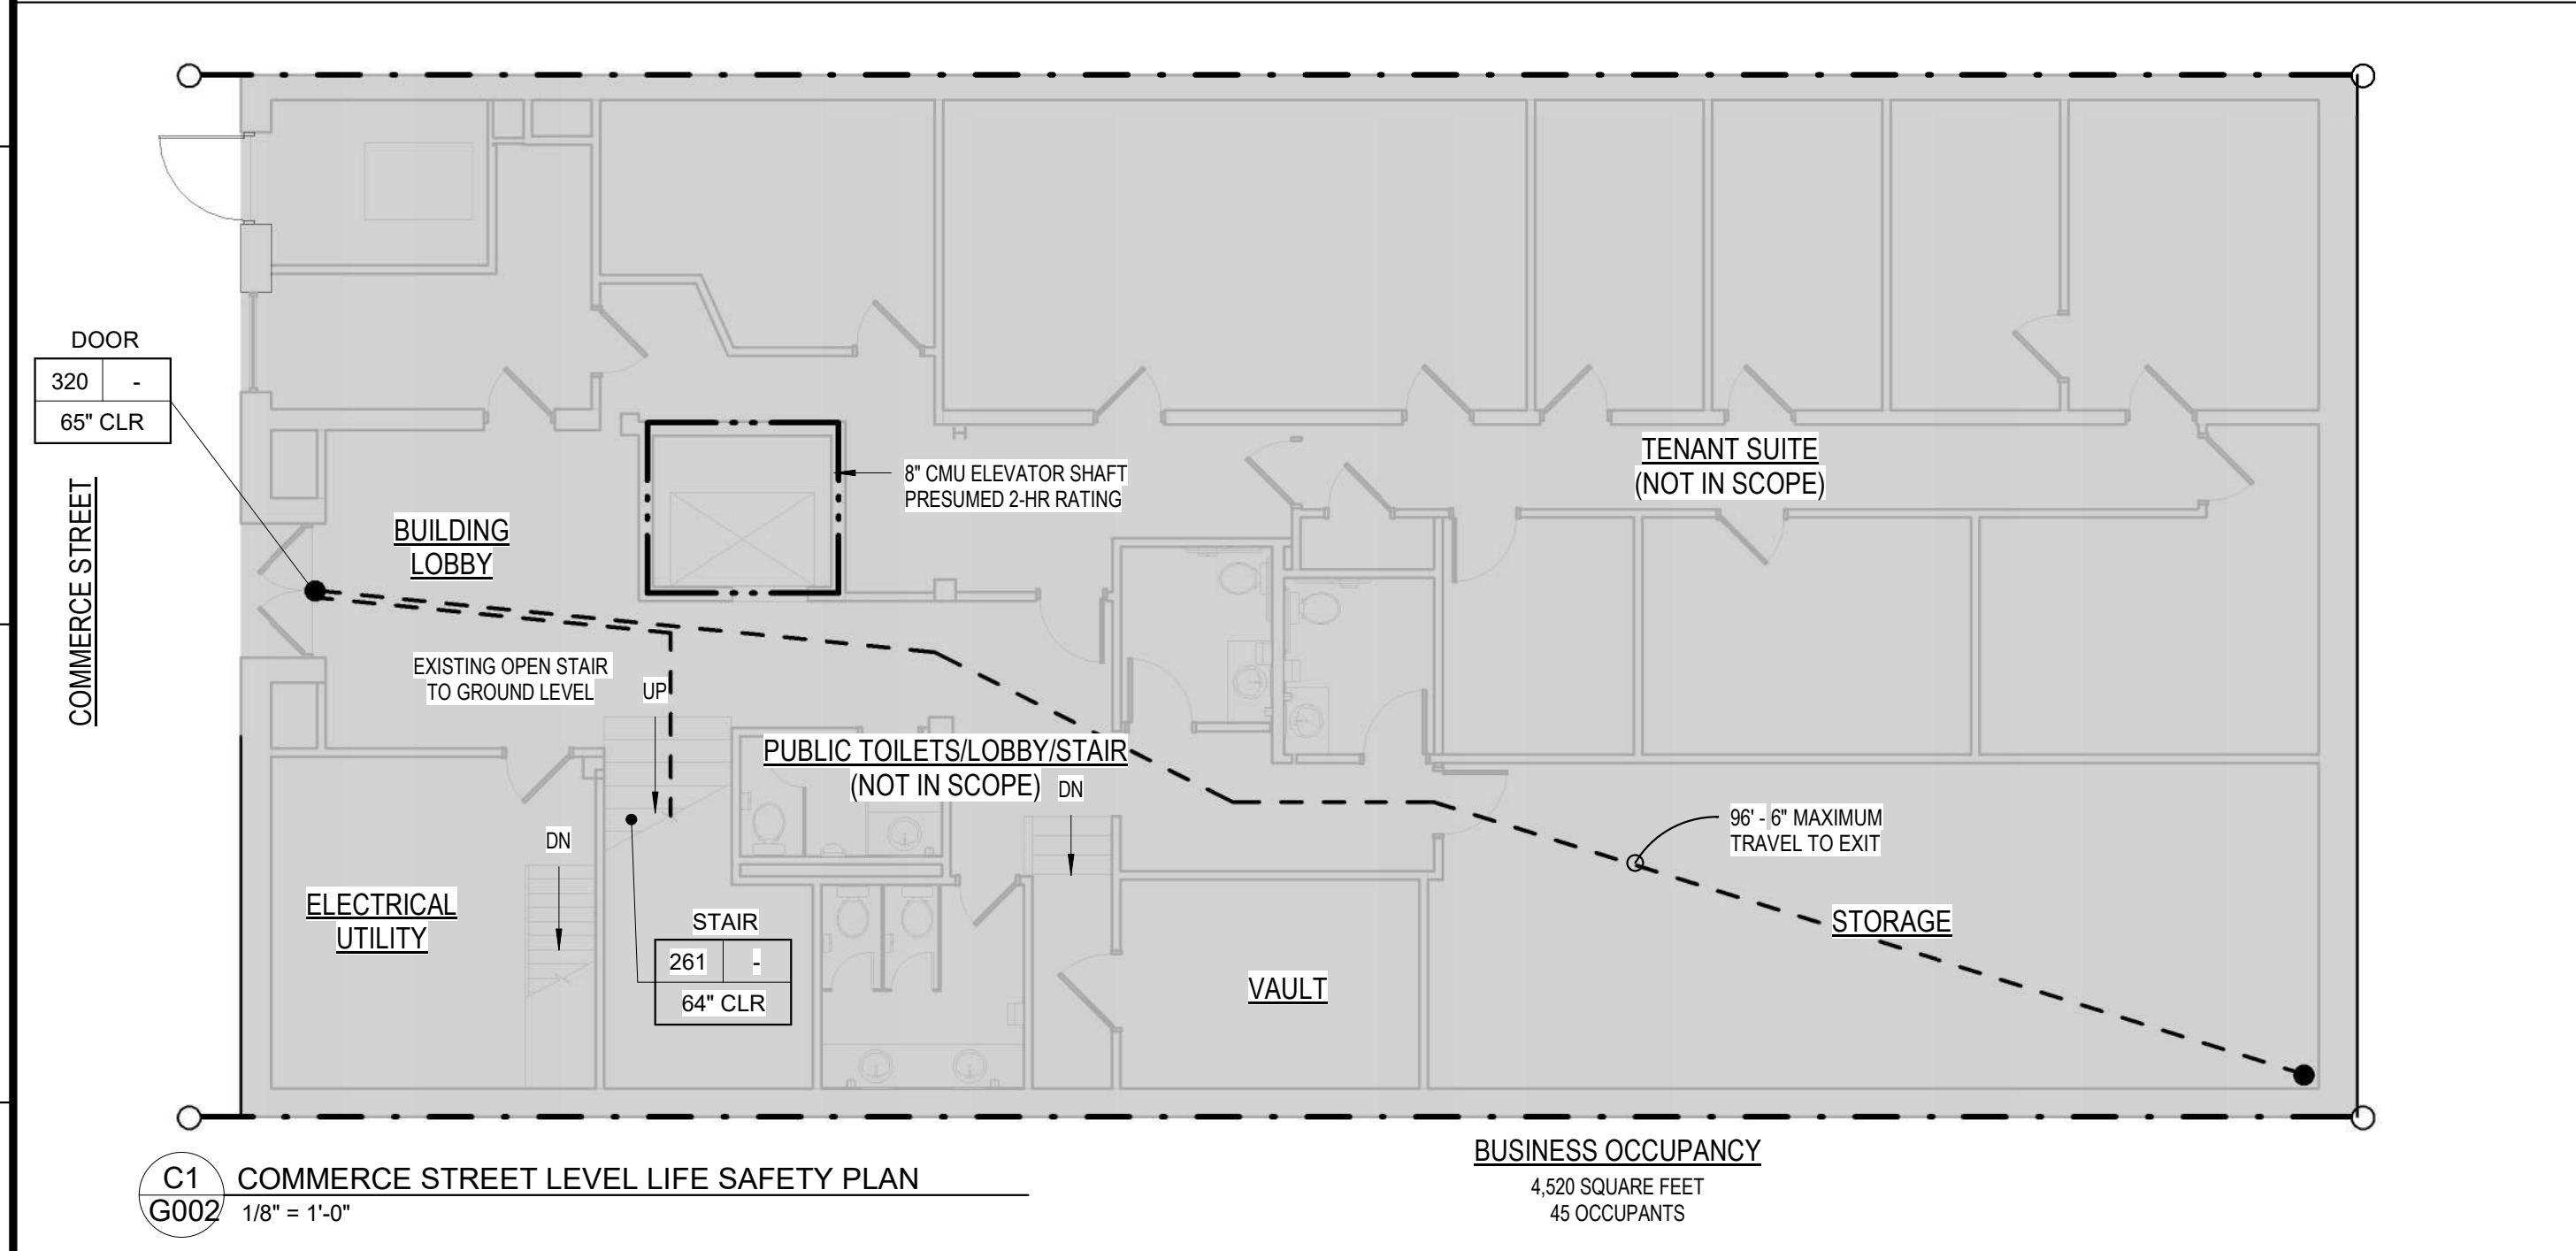 DOOR
320 -
65" CLR
COMMERCE STREET
BUILDING
LOBBY
8" CMU ELEVATOR SHAFT
PRESUMED 2-HR RATING
TENANT SUITE
(NOT IN SCOPE)
EXISTING OPEN STAIR
TO GROUND LEVEL
UP
PUBLIC TOILETS/LOBBY/STAIR
(NOT IN SCOPE)
DN
DN
96' - 6" MAXIMUM
TRAVEL TO EXIT
ELECTRICAL
UTILITY
STAIR
261 -
64" CLR
VAULT
STORAGE
BUSINESS OCCUPANCY
4,520 SQUARE FEET
45 OCCUPANTS
C1
G002
COMMERCE STREET LEVEL LIFE SAFETY PLAN
1/8" = 1'-0"